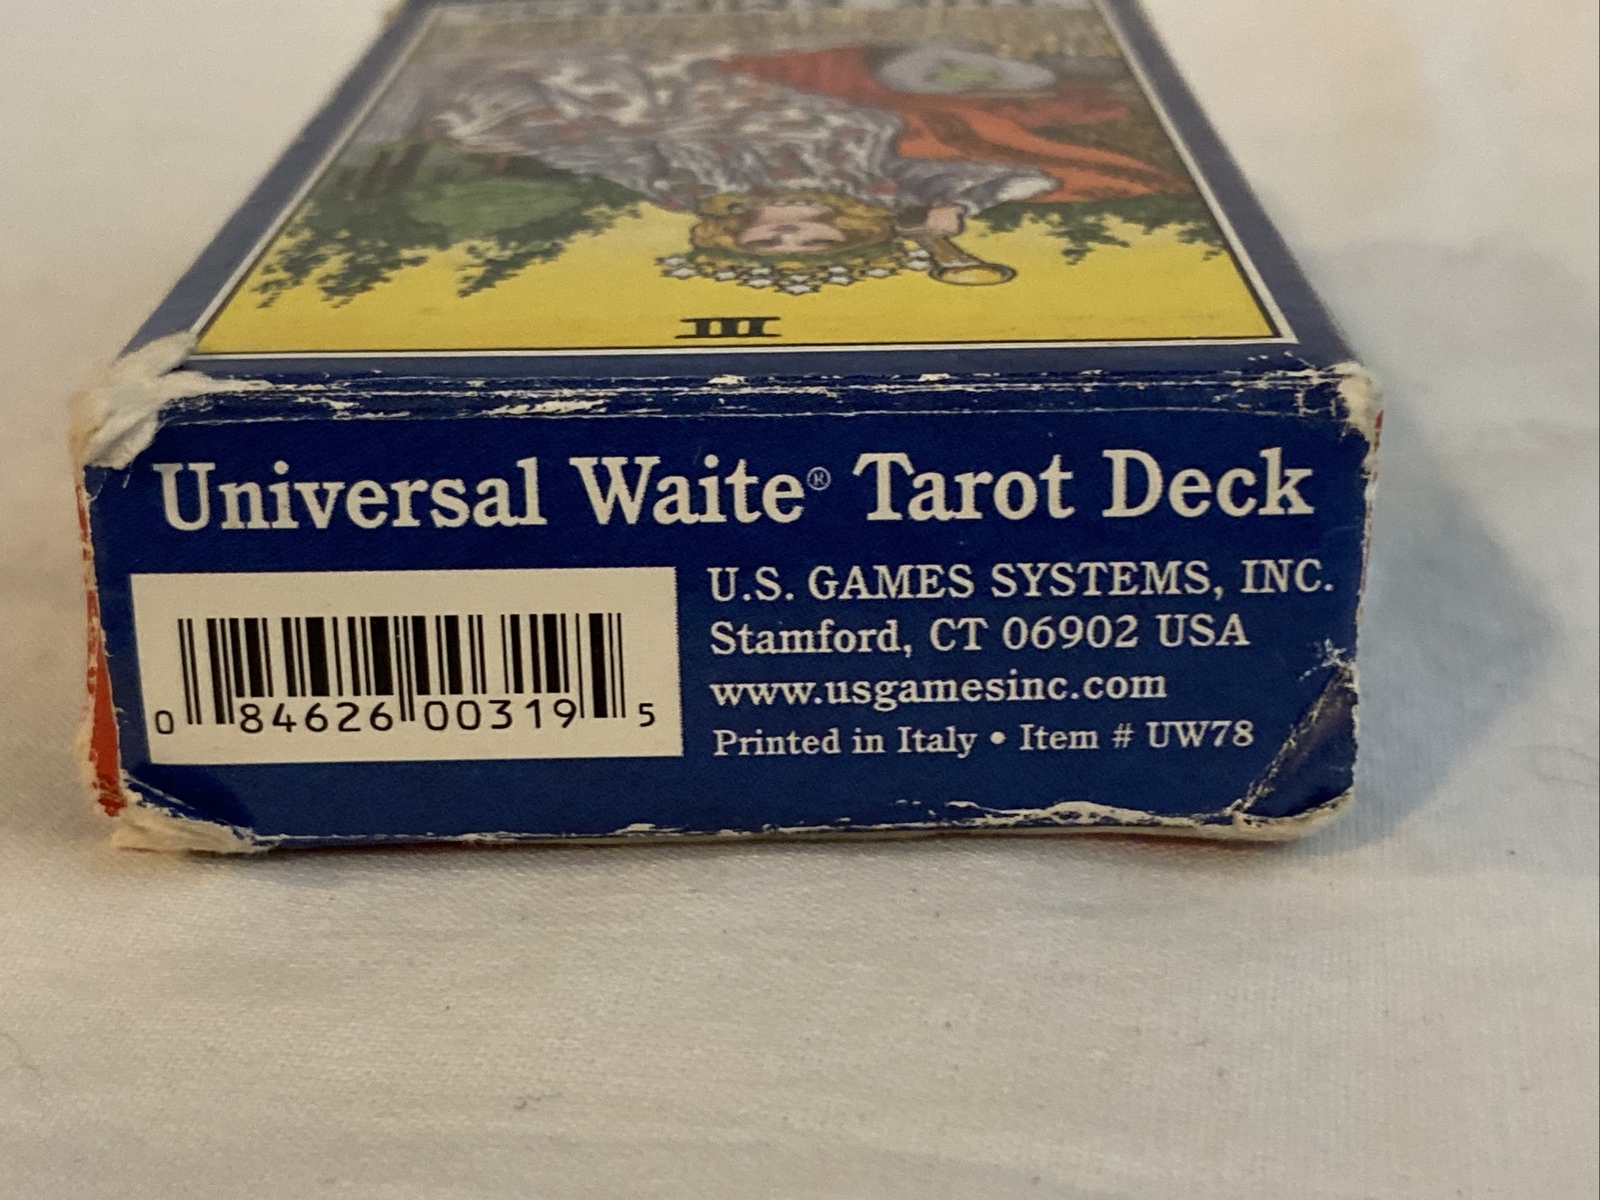 III
Universal Waite® Tarot Deck
U.S. GAMES SYSTEMS, INC.
Stamford, CT 06902 USA
www.usgamesinc.com
Printed in Italy • Item # UW78
0 84626 00319 5